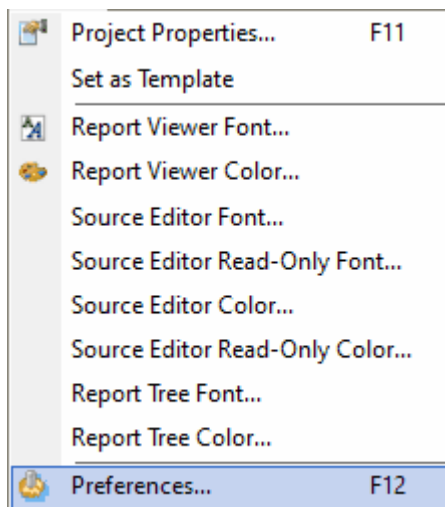 Project Properties... F11
Set as Template
Report Viewer Font...
Report Viewer Color...
Source Editor Font...
Source Editor Read-Only Font...
Source Editor Color...
Source Editor Read-Only Color...
Report Tree Font...
Report Tree Color...
Preferences... F12